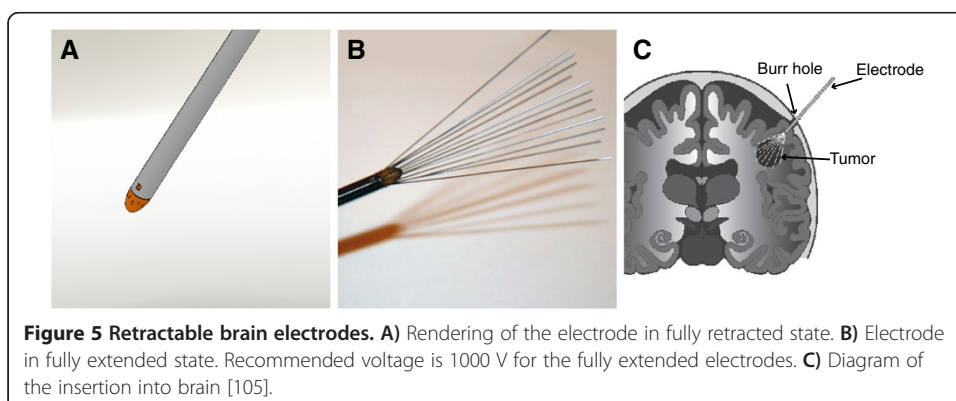 A
B
C
Burr hole
Electrode
Tumor
Figure 5 Retractable brain electrodes. A) Rendering of the electrode in fully retracted state. B) Electrode
in fully extended state. Recommended voltage is 1000 V for the fully extended electrodes. C) Diagram of
the insertion into brain [105].